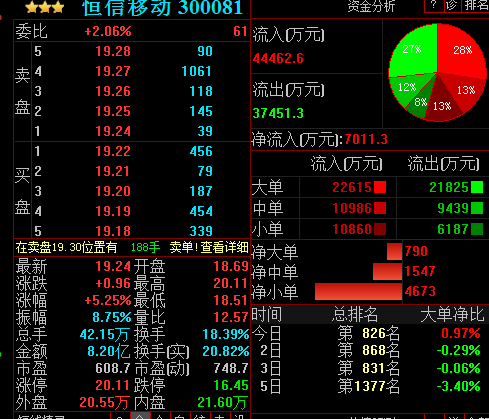 恒信移动 300081
委比 +2.06% 61
卖盘
5 19.28 90
4 19.27 1061
3 19.26 118
2 19.25 145
1 19.24 39
买盘
1 19.22 456
2 19.21 79
3 19.20 187
4 19.19 454
5 19.18 339
在卖盘19.30位置有 188手 卖单!查看详细
最新 19.24 开盘 18.69
涨跌 +0.96 最高 20.11
涨幅 +5.25% 最低 18.51
振幅 8.75% 量比 12.57
总手 42.15万 换手 18.39%
金额 8.20亿 换手(实) 20.82%
市盈 608.7 市盈(动) 748.7
涨停 20.11 跌停 16.45
外盘 20.55万 内盘 21.60万
资金分析 ? 诊 排名
流入(万元)
44462.6
流出(万元)
37451.3
27% 28%
12% 13%
8% 13%
净流入(万元):7011.3
流入(万元) 流出(万元)
大单 22615 21825
中单 10986 9439
小单 10860 6187
净大单 790
净中单 1547
净小单 4673
时间 总排名 大单净比
今日 第 826名 0.97%
2日 第 868名 -0.29%
3日 第 831名 -0.06%
5日 第1377名 -3.40%